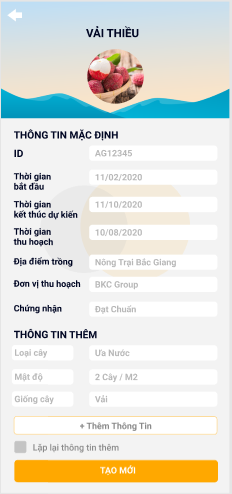 VẢI THIỀU
THÔNG TIN MẶC ĐỊNH
ID AG12345
Thời gian
bắt đầu 11/02/2020
Thời gian
kết thúc dự kiến 11/10/2020
Thời gian
thu hoạch 10/08/2020
Địa điểm trồng Nông Trại Bắc Giang
Đơn vị thu hoạch BKC Group
Chứng nhận Đạt Chuẩn
THÔNG TIN THÊM
Loại cây Ưa Nước
Mật độ 2 Cây / M2
Giống cây Vải
+ Thêm Thông Tin
Lặp lại thông tin thêm
TẠO MỚI